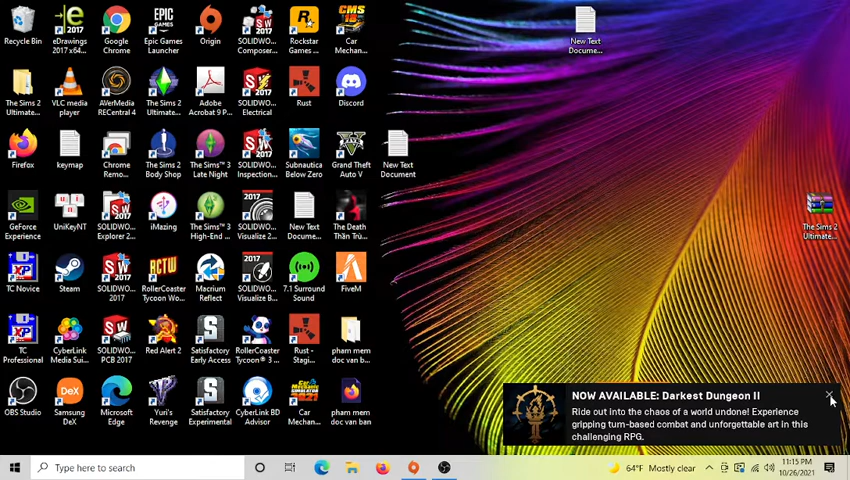 Recycle Bin
eDrawings
2017 x64...
Google
Chrome
Epic Games
Launcher
Origin
SOLIDWO...
Composer...
Rockstar
Games ...
Car
Mechan...
New Text
Docume...
The Sims 2
Ultimate...
VLC media
player
AVerMedia
RECentral 4
The Sims 2
Ultimate...
Adobe
Acrobat 9 P...
SOLIDWO...
Electrical
Rust
Discord
Firefox
keymap
Chrome
Remo...
The Sims 2
Body Shop
The Sims™ 3
Late Night
SOLIDWO...
Inspection...
Subnautica
Below Zero
Grand Theft
Auto V
New Text
Document
GeForce
Experience
UniKeyNT
SOLIDWO...
Explorer 2...
iMazing
The Sims™ 3
High-End ...
SOLIDWO...
Visualize 2...
New Text
Docume...
The Death
Thần Trù...
The Sims 2
Ultimate...
TC Novice
Steam
SOLIDWO...
2017
RollerCoaster
Tycoon Wo...
Macrium
Reflect
SOLIDWO...
Visualize B...
7.1 Surround
Sound
FiveM
TC
Professional
CyberLink
Media Sui...
SOLIDWO...
PCB 2017
Red Alert 2
Satisfactory
Early Access
RollerCoaster
Tycoon® 3 ...
Rust -
Stagi...
pham mem
doc van b...
OBS Studio
Samsung
DeX
Microsoft
Edge
Yuri's
Revenge
Satisfactory
Experimental
CyberLink BD
Advisor
Car
Mechan...
pham mem
doc van ban
NOW AVAILABLE: Darkest Dungeon II
Ride out into the chaos of a world undone! Experience
gripping turn-based combat and unforgettable art in this
challenging RPG.
Type here to search
64°F Mostly clear
11:15 PM
10/26/2021